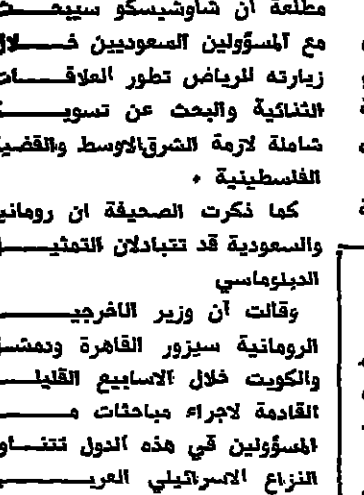 مطلعة ان شاوشيسكو سيبحث
مع المسؤولين السعوديين خلال
زيارته للرياض تطور العلاقات
الثنائية والبحث عن تسوية
شاملة لازمة الشرق الاوسط والقضية
الفلسطينية .
كما ذكرت الصحيفة ان رومانيا
والسعودية قد تتبادلان التمثيل
الدبلوماسي
وقالت أن وزير الخارجية
الرومانية سيزور القاهرة ودمشق
والكويت خلال الاسابيع القليلة
القادمة لاجراء مباحثات مع
المسؤولين في هذه الدول تتناول
النزاع الاسرائيلي العربي